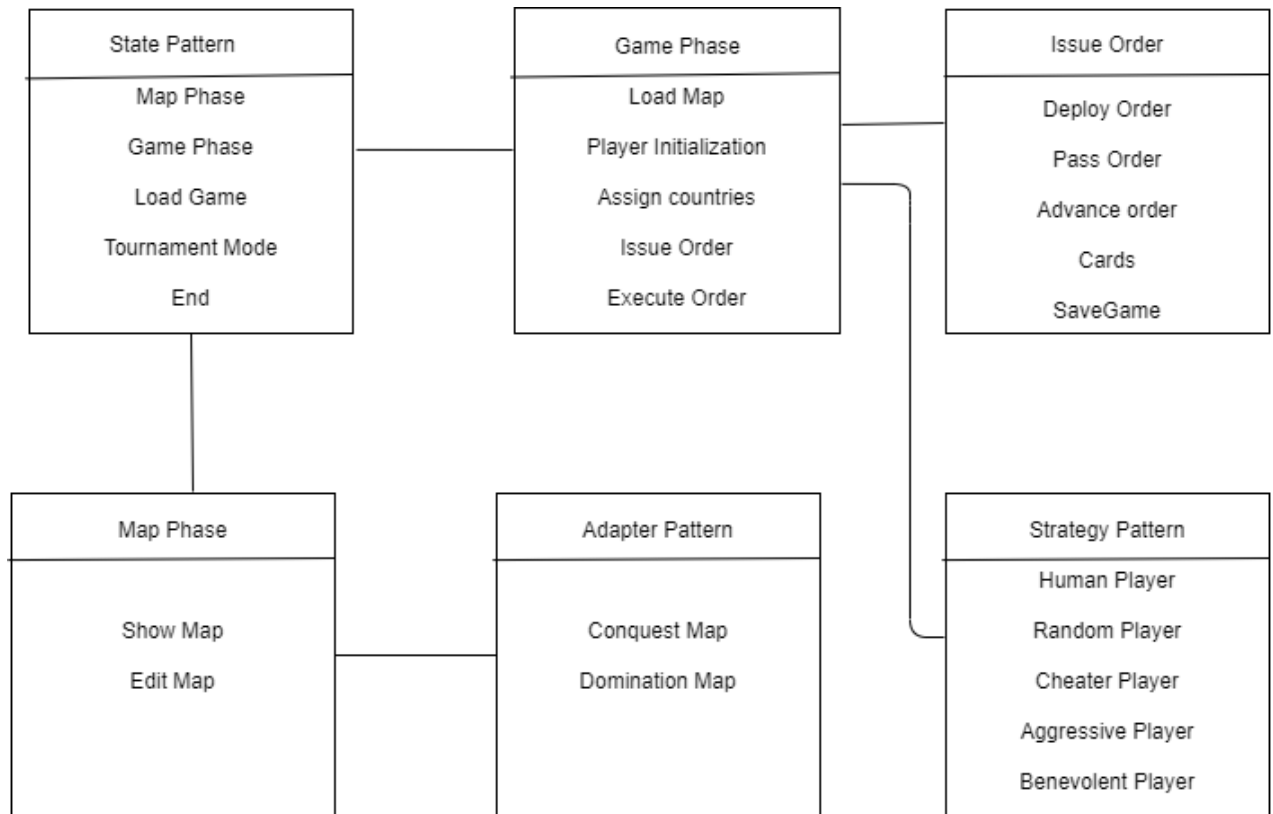 State Pattern
Map Phase
Game Phase
Load Game
Tournament Mode
End
Game Phase
Load Map
Player Initialization
Assign countries
Issue Order
Execute Order
Issue Order
Deploy Order
Pass Order
Advance order
Cards
SaveGame
Map Phase
Show Map
Edit Map
Adapter Pattern
Conquest Map
Domination Map
Strategy Pattern
Human Player
Random Player
Cheater Player
Aggressive Player
Benevolent Player